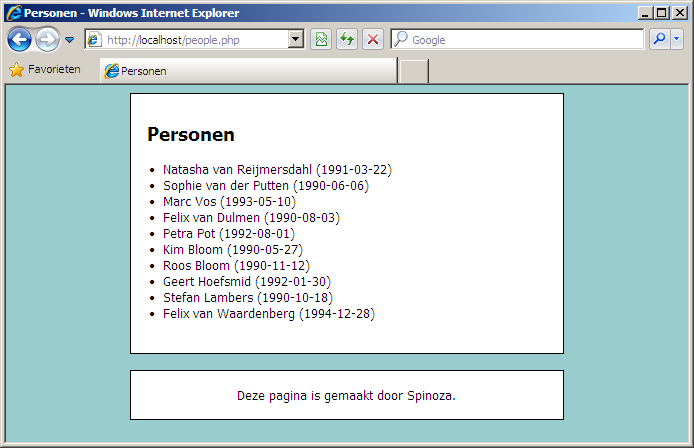 Personen - Windows Internet Explorer
http://localhost/people.php
Google
Favorieten
Personen
Personen
• Natasha van Reijmersdahl (1991-03-22)
• Sophie van der Putten (1990-06-06)
• Marc Vos (1993-05-10)
• Felix van Dulmen (1990-08-03)
• Petra Pot (1992-08-01)
• Kim Bloom (1990-05-27)
• Roos Bloom (1990-11-12)
• Geert Hoefsmid (1992-01-30)
• Stefan Lambers (1990-10-18)
• Felix van Waardenberg (1994-12-28)
Deze pagina is gemaakt door Spinoza.